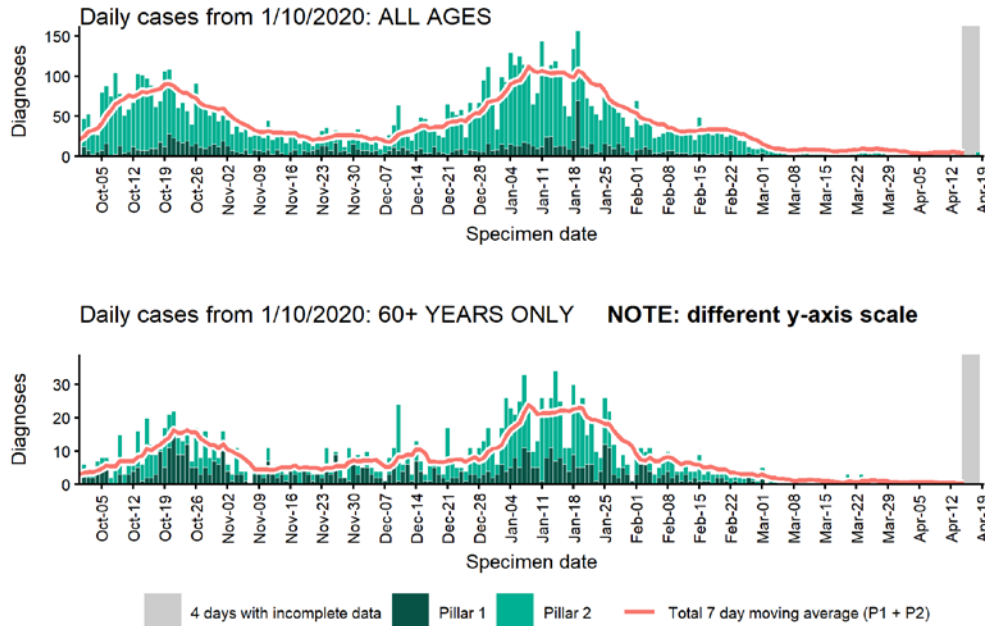 Daily cases from 1/10/2020: ALL AGES
150
100
50
0
Diagnoses
Oct-05
Oct-12
Oct-19
Oct-26
Nov-02
Nov-09
Nov-16
Nov-23
Nov-30
Dec-07
Dec-14
Dec-21
Dec-28
Jan-04
Jan-11
Jan-18
Jan-25
Feb-01
Feb-08
Feb-15
Feb-22
Mar-01
Mar-08
Mar-15
Mar-22
Mar-29
Apr-05
Apr-12
Apr-19
Specimen date
Daily cases from 1/10/2020: 60+ YEARS ONLY NOTE: different y-axis scale
30
20
10
0
Diagnoses
Oct-05
Oct-12
Oct-19
Oct-26
Nov-02
Nov-09
Nov-16
Nov-23
Nov-30
Dec-07
Dec-14
Dec-21
Dec-28
Jan-04
Jan-11
Jan-18
Jan-25
Feb-01
Feb-08
Feb-15
Feb-22
Mar-01
Mar-08
Mar-15
Mar-22
Mar-29
Apr-05
Apr-12
Apr-19
Specimen date
4 days with incomplete data Pillar 1 Pillar 2 Total 7 day moving average (P1 + P2)